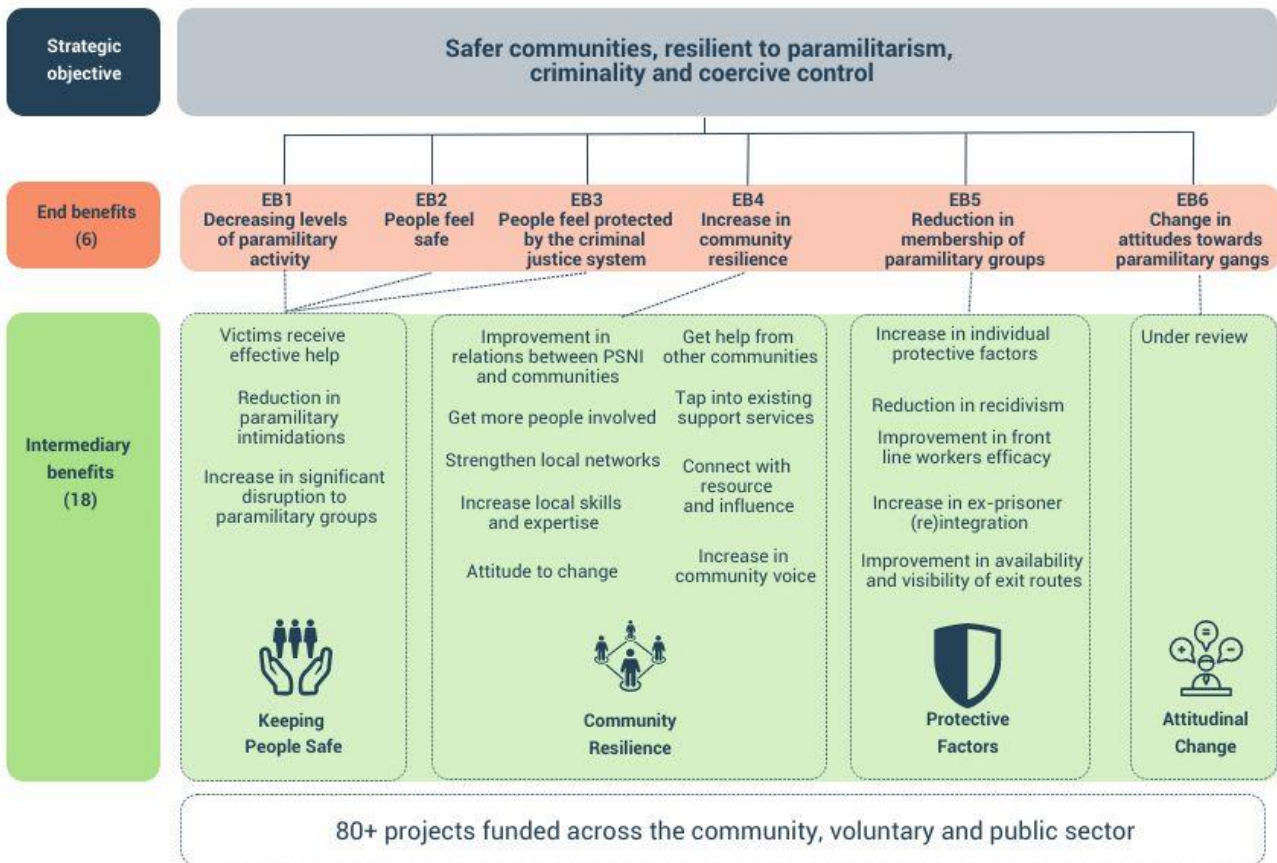 Strategic
objective
Safer communities, resilient to paramilitarism,
criminality and coercive control
End benefits
(6)
EB1
Decreasing levels
of paramilitary
activity
EB2
People feel
safe
EB3
People feel protected
by the criminal
justice system
EB4
Increase in
community
resilience
EB5
Reduction in
membership of
paramilitary groups
EB6
Change in
attitudes towards
paramilitary gangs
Intermediary
benefits
(18)
Victims receive
effective help
Reduction in
paramilitary
intimidations
Increase in significant
disruption to
paramilitary groups
Keeping
People Safe
Improvement in
relations between PSNI
and communities
Get more people involved
Strengthen local networks
Increase local skills
and expertise
Attitude to change
Get help from
other communities
Tap into existing
support services
Connect with
resource
and influence
Increase in
community voice
Community
Resilience
Increase in individual
protective factors
Reduction in recidivism
Improvement in front
line workers efficacy
Increase in ex-prisoner
(re)integration
Improvement in availability
and visibility of exit routes
Protective
Factors
Under review
Attitudinal
Change
80+ projects funded across the community, voluntary and public sector